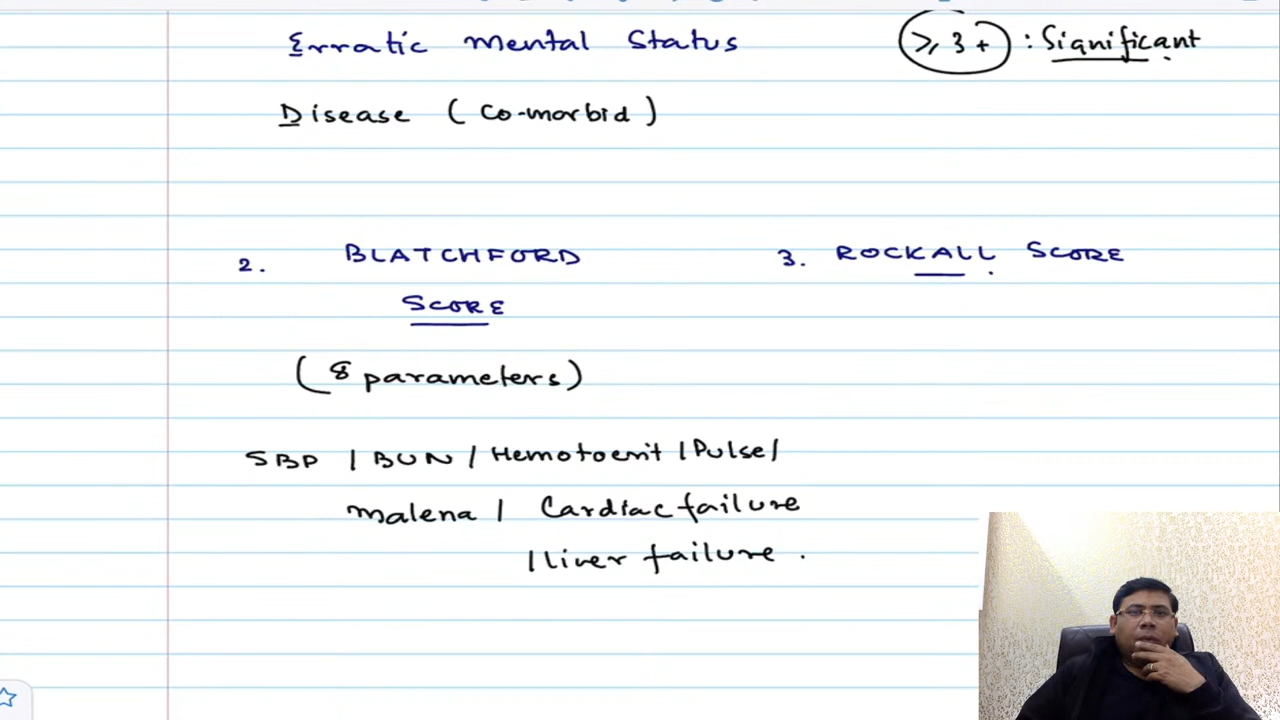 Erratic Mental Status
≥ 3+ : Significant
Disease ( Co-morbid )
2. BLATCHFORD SCORE
3. ROCKALL SCORE
(8 parameters)
SBP / BUN / Hemotocrit / Pulse /
Malena / Cardiac failure
/ liver failure .